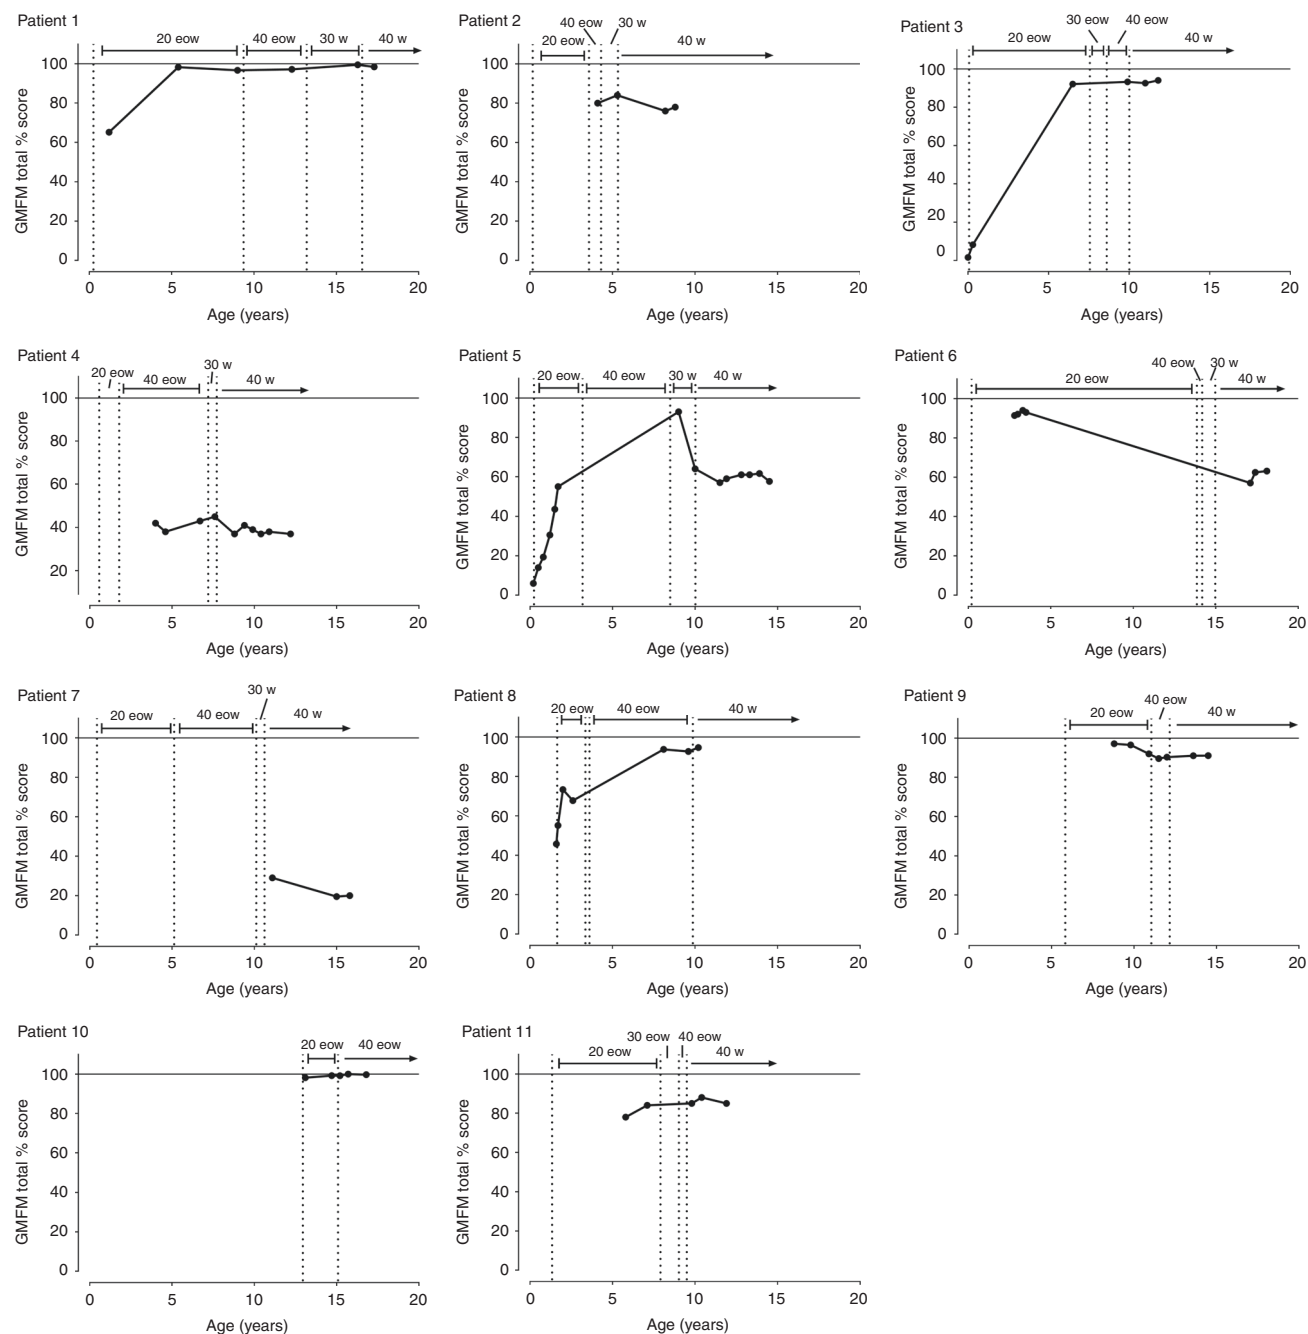 Patient 1
20 eow 40 eow 30 w 40 w
GMFM total % score
100
80
60
40
20
0
0 5 10 15 20
Age (years)
Patient 2
40 eow 30 w
20 eow 40 w
GMFM total % score
100
80
60
40
20
0
0 5 10 15 20
Age (years)
Patient 3
30 eow 40 eow
20 eow 40 w
GMFM total % score
100
80
60
40
20
0
0 5 10 15 20
Age (years)
Patient 4
30 w
20 eow 40 eow 40 w
GMFM total % score
100
80
60
40
20
0 5 10 15 20
Age (years)
Patient 5
20 eow 40 eow 30 w 40 w
GMFM total % score
100
80
60
40
20
0
0 5 10 15 20
Age (years)
Patient 6
40 eow 30 w
20 eow 40 w
GMFM total % score
100
80
60
40
20
0
0 5 10 15 20
Age (years)
Patient 7
30 w
20 eow 40 eow 40 w
GMFM total % score
100
80
60
40
20
0
0 5 10 15 20
Age (years)
Patient 8
20 eow 40 eow 40 w
GMFM total % score
100
80
60
40
20
0
0 5 10 15 20
Age (years)
Patient 9
40 eow
20 eow 40 w
GMFM total % score
100
80
60
40
20
0
0 5 10 15 20
Age (years)
Patient 10
20 eow 40 eow
GMFM total % score
100
80
60
40
20
0
0 5 10 15 20
Age (years)
Patient 11
30 eow 40 eow
20 eow 40 w
GMFM total % score
100
80
60
40
20
0
0 5 10 15 20
Age (years)